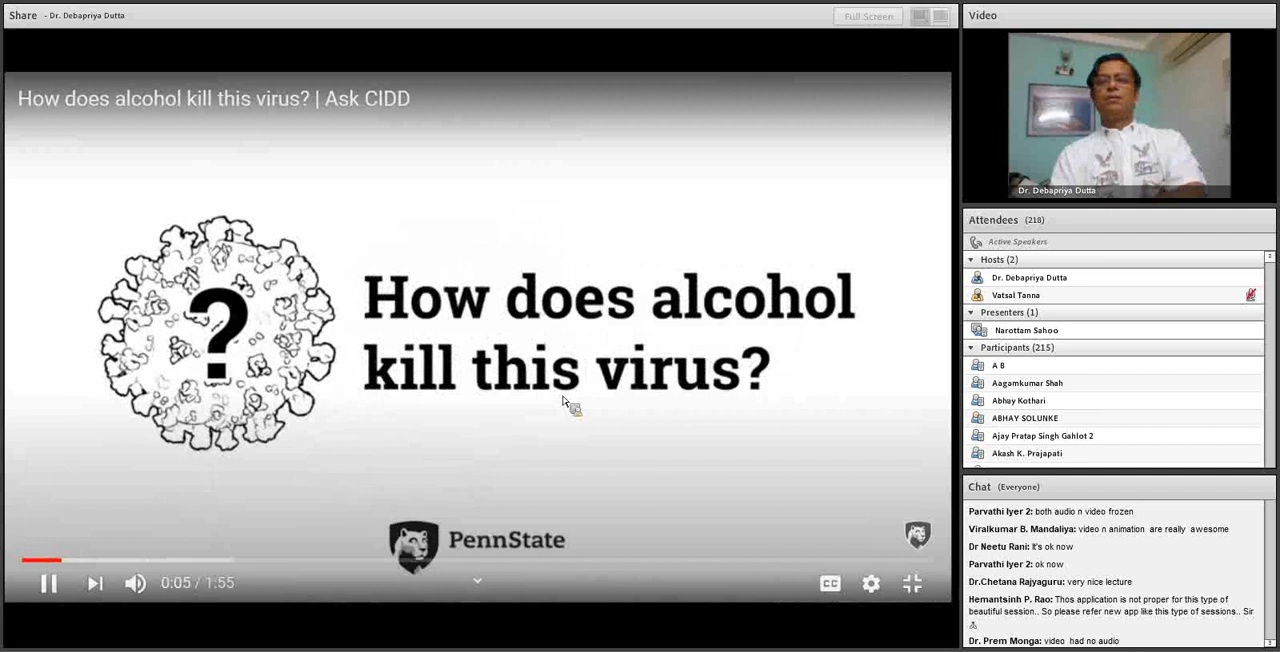 Share - Dr. Debapriya Dutta
Full Screen
How does alcohol kill this virus? | Ask CIDD
?
How does alcohol
kill this virus?
PennState
0:05 / 1:55
CC
Video
Dr. Debapriya Dutta
Attendees (218)
Active Speakers
Hosts (2)
Dr. Debapriya Dutta
Vatsal Tanna
Presenters (1)
Narottam Sahoo
Participants (215)
A B
Aagamkumar Shah
Abhay Kothari
ABHAY SOLUNKE
Ajay Pratap Singh Gahlot 2
Akash K. Prajapati
Chat (Everyone)
Parvathi Iyer 2: both audio n video frozen
Viralkumar B. Mandaliya: video n animation are really awesome
Dr Neetu Rani: It's ok now
Parvathi Iyer 2: ok now
Dr.Chetana Rajyaguru: very nice lecture
Hemantsinh P. Rao: Thos application is not proper for this type of
beautiful session.. So please refer new app like this type of sessions.. Sir
Dr. Prem Monga: video had no audio